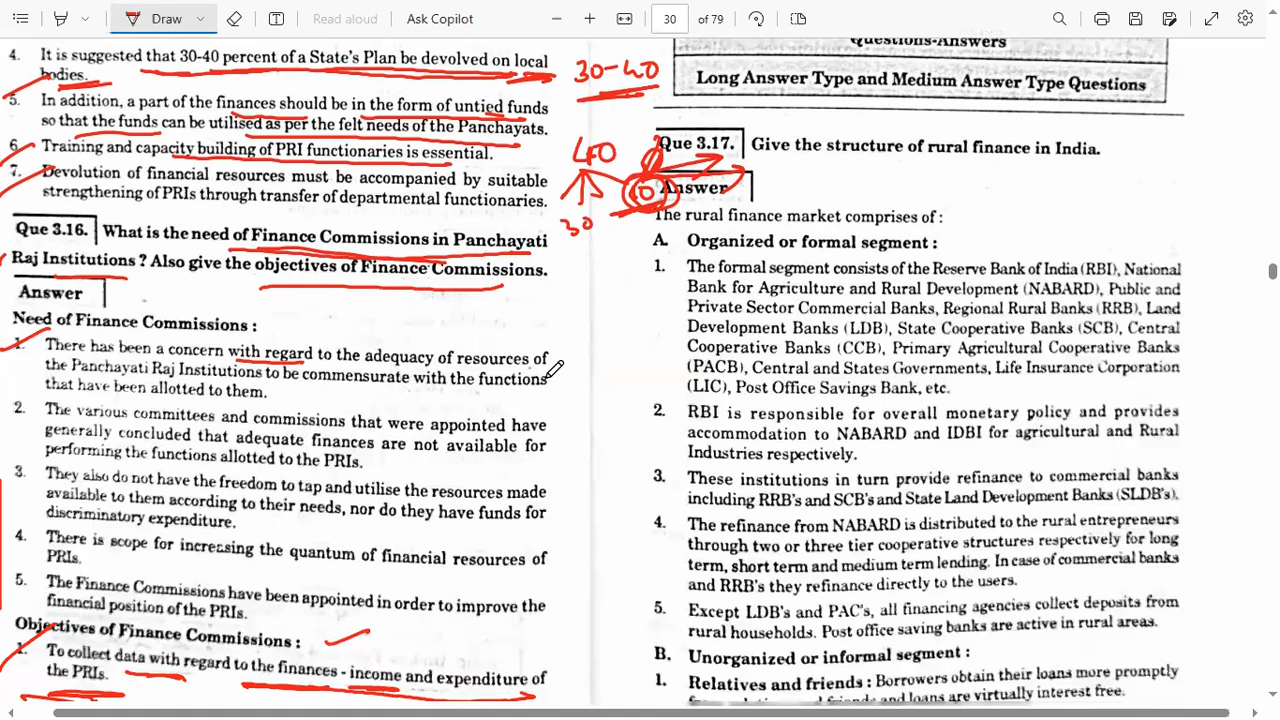 Draw
Read aloud
Ask Copilot
30
of 79
4. It is suggested that 30-40 percent of a State's Plan be devolved on local
bodies.
5. In addition, a part of the finances should be in the form of untied funds
so that the funds can be utilised as per the felt needs of the Panchayats.
6. Training and capacity building of PRI functionaries is essential.
7. Devolution of financial resources must be accompanied by suitable
strengthening of PRIs through transfer of departmental functionaries.
Que 3.16. What is the need of Finance Commissions in Panchayati
Raj Institutions ? Also give the objectives of Finance Commissions.
Answer
Need of Finance Commissions :
1. There has been a concern with regard to the adequacy of resources of
the Panchayati Raj Institutions to be commensurate with the functions
that have been allotted to them.
2. The various committees and commissions that were appointed have
generally concluded that adequate finances are not available for
performing the functions allotted to the PRIs.
3. They also do not have the freedom to tap and utilise the resources made
available to them according to their needs, nor do they have funds for
discriminatory expenditure.
4. There is scope for increasing the quantum of financial resources of
PRIs.
5. The Finance Commissions have been appointed in order to improve the
financial position of the PRIs.
Objectives of Finance Commissions :
1. To collect data with regard to the finances - income and expenditure of
the PRIs.
30-40
40
30
10
Questions-Answers
Long Answer Type and Medium Answer Type Questions
Que 3.17. Give the structure of rural finance in India.
Answer
The rural finance market comprises of :
A. Organized or formal segment :
1. The formal segment consists of the Reserve Bank of India (RBI), National
Bank for Agriculture and Rural Development (NABARD), Public and
Private Sector Commercial Banks, Regional Rural Banks (RRB), Land
Development Banks (LDB), State Cooperative Banks (SCB), Central
Cooperative Banks (CCB), Primary Agricultural Cooperative Banks
(PACB), Central and States Governments, Life Insurance Corporation
(LIC), Post Office Savings Bank, etc.
2. RBI is responsible for overall monetary policy and provides
accommodation to NABARD and IDBI for agricultural and Rural
Industries respectively.
3. These institutions in turn provide refinance to commercial banks
including RRB's and SCB's and State Land Development Banks (SLDB's).
4. The refinance from NABARD is distributed to the rural entrepreneurs
through two or three tier cooperative structures respectively for long
term, short term and medium term lending. In case of commercial banks
and RRB's they refinance directly to the users.
5. Except LDB's and PAC's, all financing agencies collect deposits from
rural households. Post office saving banks are active in rural areas.
B. Unorganized or informal segment :
1. Relatives and friends : Borrowers obtain their loans more promptly
and loans are virtually interest free.